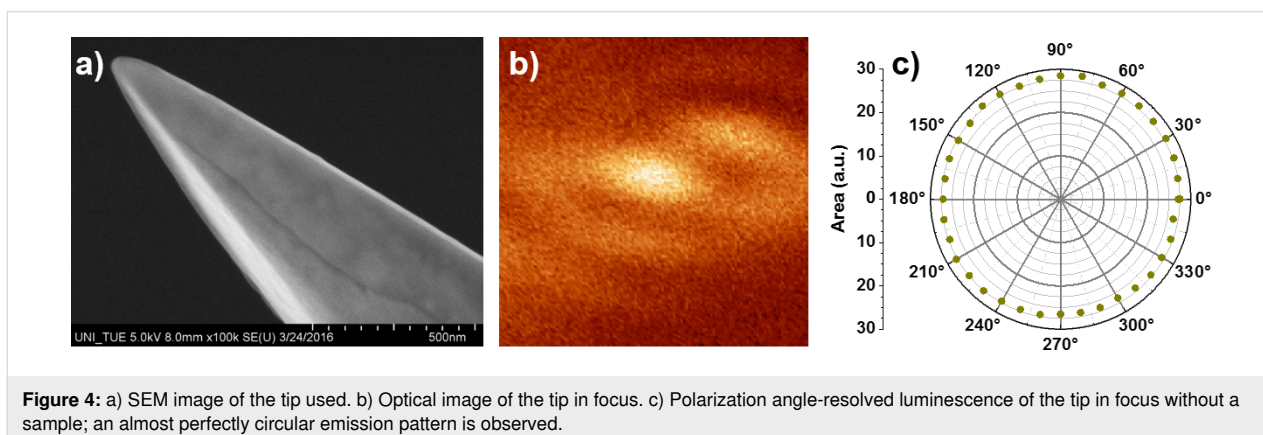 a)
UNI_TUE 5.0kV 8.0mm x100k SE(U) 3/24/2016
500nm
b)
c)
Area (a.u.)
30
20
10
0
10
20
30
90°
60°
30°
0°
330°
300°
270°
240°
210°
180°
150°
120°
Figure 4: a) SEM image of the tip used. b) Optical image of the tip in focus. c) Polarization angle-resolved luminescence of the tip in focus without a
sample; an almost perfectly circular emission pattern is observed.